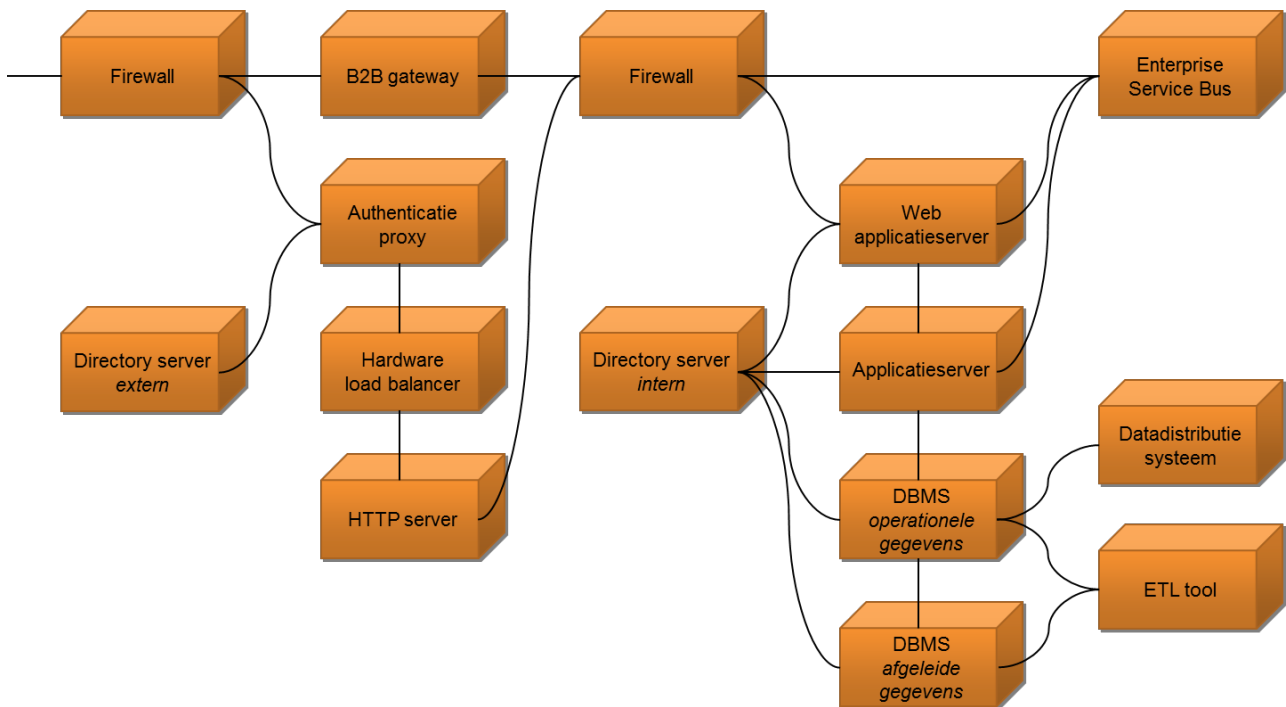 Firewall
B2B gateway
Firewall
Enterprise
Service Bus
Authenticatie
proxy
Web
applicatieserver
Directory server
extern
Hardware
load balancer
Directory server
intern
Applicatieserver
Datadistributie
systeem
HTTP server
DBMS
operationele
gegevens
ETL tool
DBMS
afgeleide
gegevens